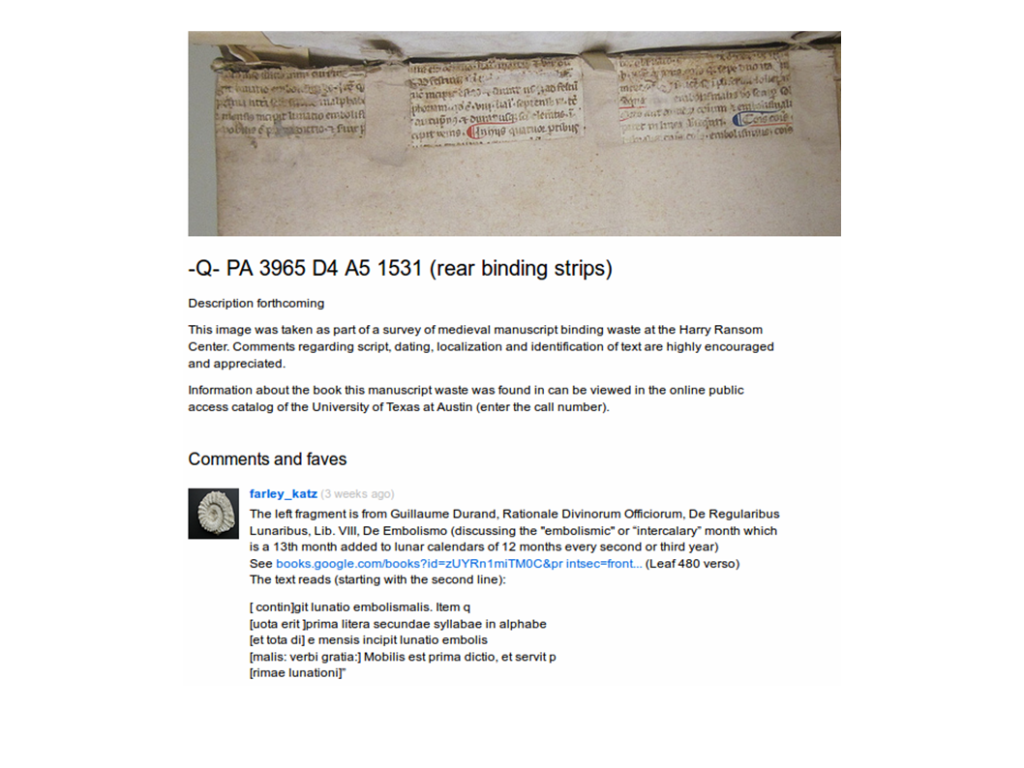 -Q- PA 3965 D4 A5 1531 (rear binding strips)
Description forthcoming
This image was taken as part of a survey of medieval manuscript binding waste at the Harry Ransom
Center. Comments regarding script, dating, localization and identification of text are highly encouraged
and appreciated.
Information about the book this manuscript waste was found in can be viewed in the online public
access catalog of the University of Texas at Austin (enter the call number).
Comments and faves
farley_katz (3 weeks ago)
The left fragment is from Guillaume Durand, Rationale Divinorum Officiorum, De Regularibus
Lunaribus, Lib. VIII, De Embolismo (discussing the "embolismic" or “intercalary” month which
is a 13th month added to lunar calendars of 12 months every second or third year)
See books.google.com/books?id=zUYRn1miTM0C&pr intsec=front... (Leaf 480 verso)
The text reads (starting with the second line):
[ contin]git lunatio embolismalis. Item q
[uota erit ]prima litera secundae syllabae in alphabe
[et tota di] e mensis incipit lunatio embolis
[malis: verbi gratia:] Mobilis est prima dictio, et servit p
[rimae lunationi]”